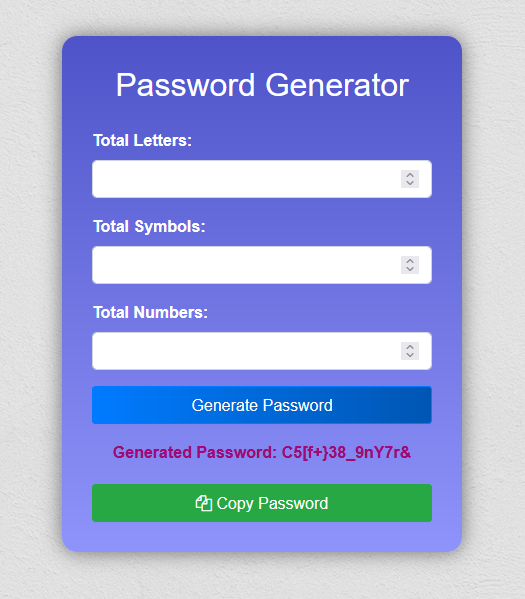 Password Generator
Total Letters:
Total Symbols:
Total Numbers:
Generate Password
Generated Password: C5[f+}38_9nY7r&
Copy Password